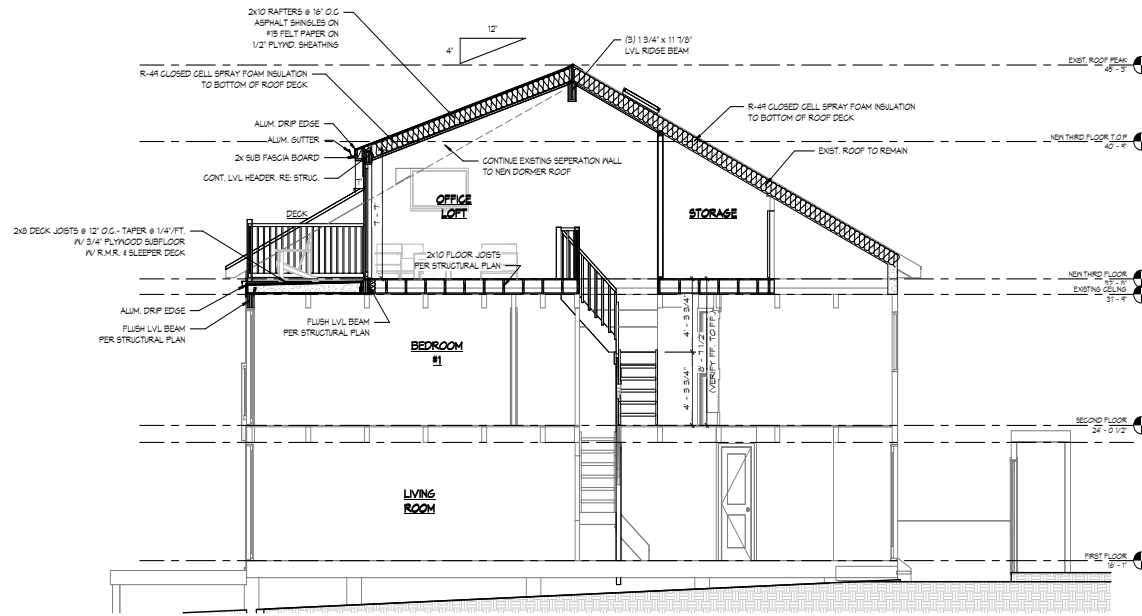 2x10 RAFTERS @ 16" O.C
ASPHALT SHINGLES ON
#15 FELT PAPER ON
1/2" PLYWD. SHEATHING
12"
4"
(3) 1 3/4" x 11 7/8"
LVL RIDGE BEAM
EXIST. ROOF PEAK
45' - 3"
R-49 CLOSED CELL SPRAY FOAM INSULATION
TO BOTTOM OF ROOF DECK
R-49 CLOSED CELL SPRAY FOAM INSULATION
TO BOTTOM OF ROOF DECK
ALUM. DRIP EDGE
ALUM. GUTTER
2x SUB FASCIA BOARD
CONT. LVL HEADER. RE: STRUC.
NEW THIRD FLOOR T.O.P
40' - 9"
EXIST. ROOF TO REMAIN
CONTINUE EXISTING SEPERATION WALL
TO NEW DORMER ROOF
OFFICE
LOFT
STORAGE
7' - 7"
DECK
2x8 DECK JOISTS @ 12" O.C.- TAPER @ 1/4"/FT.
W/ 3/4" PLYWOOD SUBFLOOR
W/ R.M.R. & SLEEPER DECK
2x10 FLOOR JOISTS
PER STRUCTURAL PLAN
NEW THIRD FLOOR
EXISTING CEILING
31' - 9"
ALUM. DRIP EDGE
FLUSH LVL BEAM
PER STRUCTURAL PLAN
FLUSH LVL BEAM
PER STRUCTURAL PLAN
BEDROOM
#1
4' - 3 3/4"
4' - 3 3/4"
8' - 7 1/2"
(VERIFY FF. TO FF.)
SECOND FLOOR
24' - 0 1/2"
LIVING
ROOM
FIRST FLOOR
16' - 1"